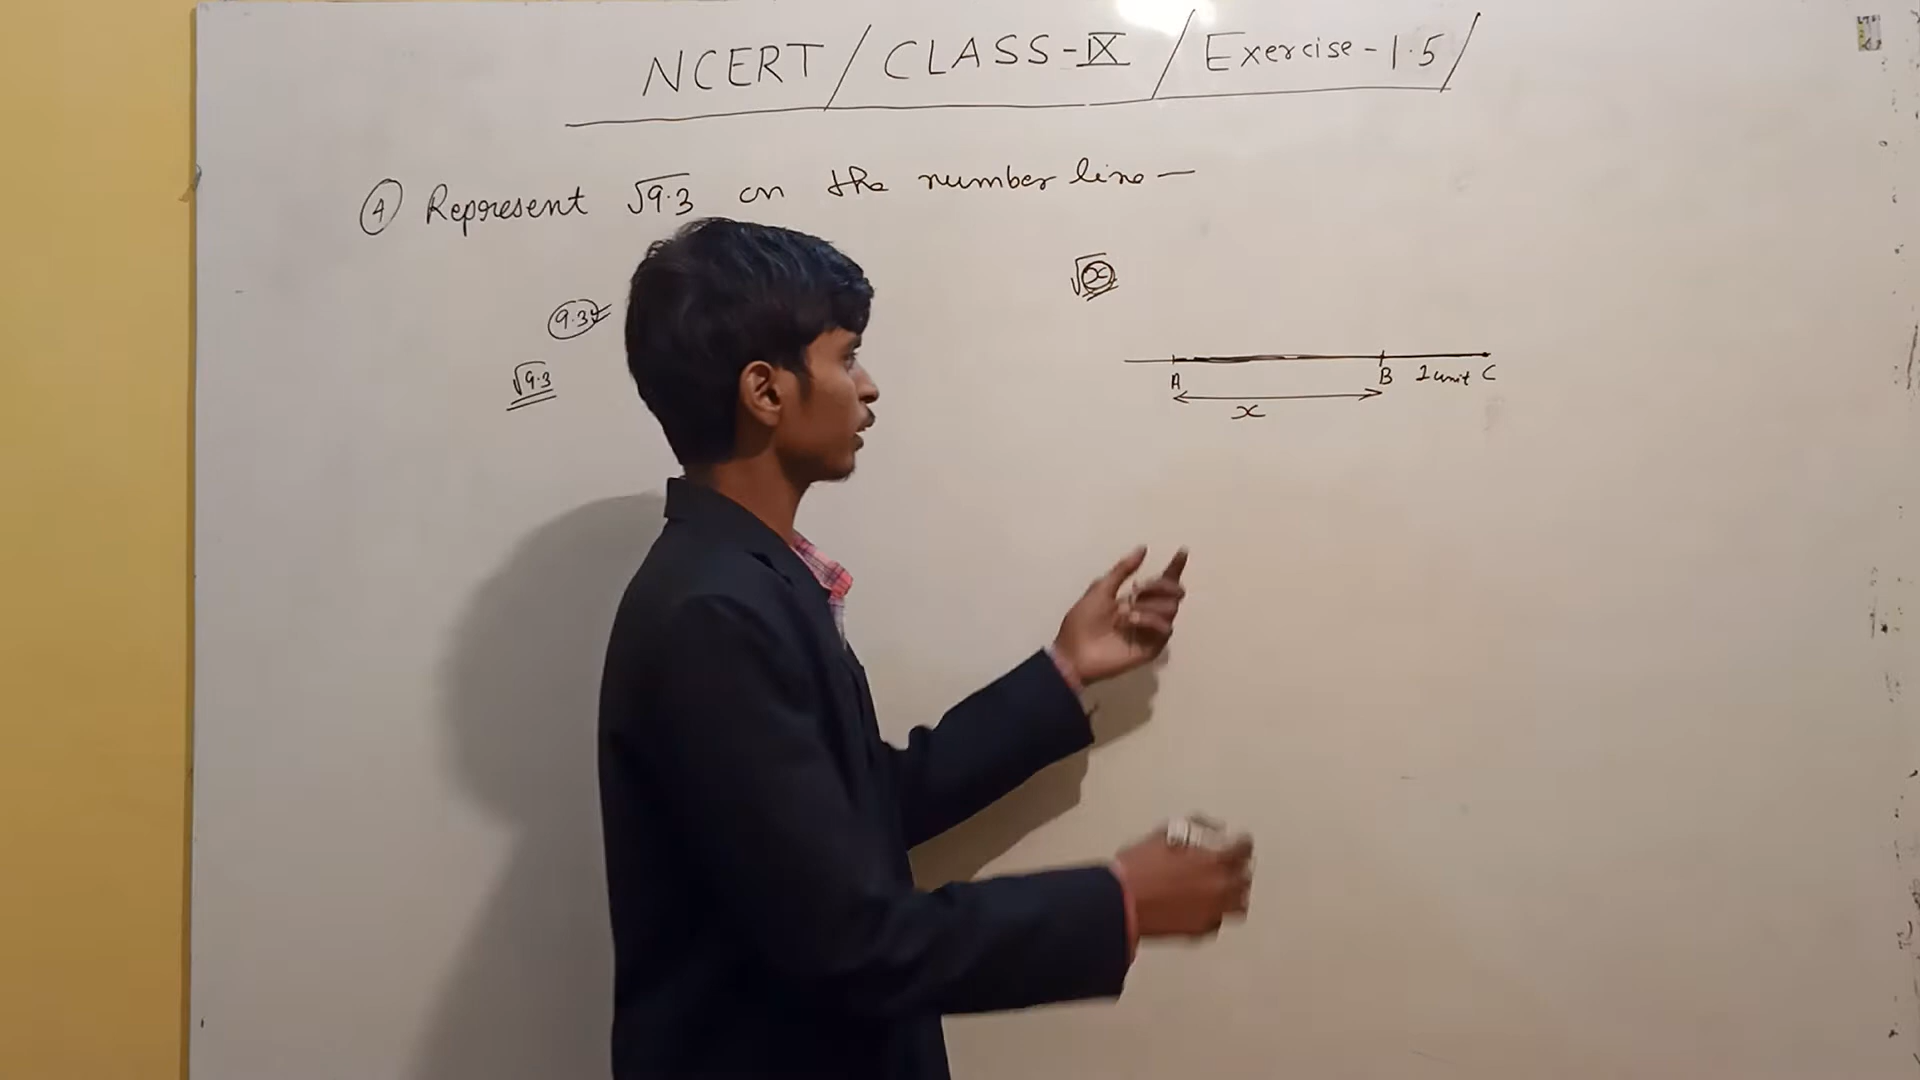 NCERT / CLASS-IX / Exercise-1.5 /
④ Represent √9.3 on the number line —
√x
9.3
√9.3
A B 1 unit C
x